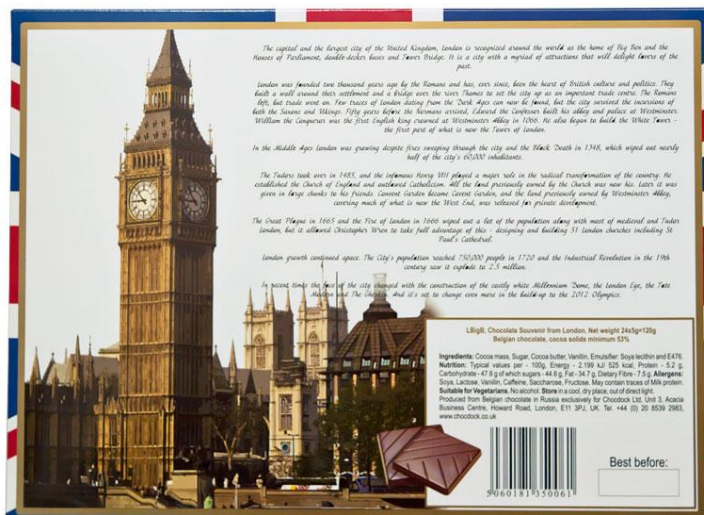 The capital and the largest city of the United Kingdom, London is recognized around the world as the home of Big Ben and the
Houses of Parliament, double-decker buses and Tower Bridge. It is a city with a myriad of attractions that will delight lovers of the
past.
London was founded two thousand years ago by the Romans and has, ever since, been the heart of British culture and politics. They
built a wall around their settlement and a bridge over the river Thames to set the city up as an important trade centre. The Romans
left, but trade went on. Few traces of London dating from the Dark Ages can now be found, but the city survived the incursions of
both the Saxons and Vikings. Fifty years before the Normans arrived, Edward the Confessor built his abbey and palace at Westminster.
William the Conqueror was the first English king crowned at Westminster Abbey in 1066. He also began to build the White Tower -
the first part of what is now the Tower of London.
In the Middle Ages London was growing despite fires sweeping through the city and the Black Death in 1348, which wiped out nearly
half of the city's 60,000 inhabitants.
The Tudors took over in 1485, and the infamous Henry VIII played a major role in the radical transformation of the country. He
established the Church of England and outlawed Catholicism. All the land previously owned by the Church was now his. Later it was
given in large chunks to his friends. Convent Garden became Covent Garden, and the land previously owned by Westminster Abbey,
covering much of what is now the West End, was released for private development.
The Great Plague in 1665 and the Fire of London in 1666 wiped out a lot of the population along with most of medieval and Tudor
London, but it allowed Christopher Wren to take full advantage of this - designing and building 51 London churches including St
Paul's Cathedral.
London growth continued apace. The City's population reached 750,000 people in 1720 and the Industrial Revolution in the 19th
century saw it explode to 2.5 million.
In recent times the face of the city changed with the construction of the costly white Millennium Dome, the London Eye, the Tate
Modern and The Gherkin. And it's set to change even more in the build-up to the 2012 Olympics.
LBigB, Chocolate Souvenir from London. Net weight 24x5g=120g
Belgian chocolate, cocoa solids minimum 53%
Ingredients: Cocoa mass, Sugar, Cocoa butter, Vanillin, Emulsifier: Soya lecithin and E476.
Nutrition: Typical values per - 100g, Energy - 2.199 kJ/ 525 kcal, Protein - 5.2 g,
Carbohydrate - 47.8 g of which sugars - 44.6 g, Fat - 34.7 g, Dietary Fibre - 7.5 g. Allergens:
Soya, Lactose, Vanillin, Caffeine, Saccharose, Fructose. May contain traces of Milk protein.
Suitable for Vegetarians. No alcohol. Store in a cool, dry place, out of direct light.
Produced from Belgian chocolate in Russia exclusively for Chocdock Ltd, Unit 3, Acacia
Business Centre, Howard Road, London, E11 3PJ, UK. Tel. +44 (0) 20 8539 2983,
www.chocdock.co.uk
Best before:
5060181350061